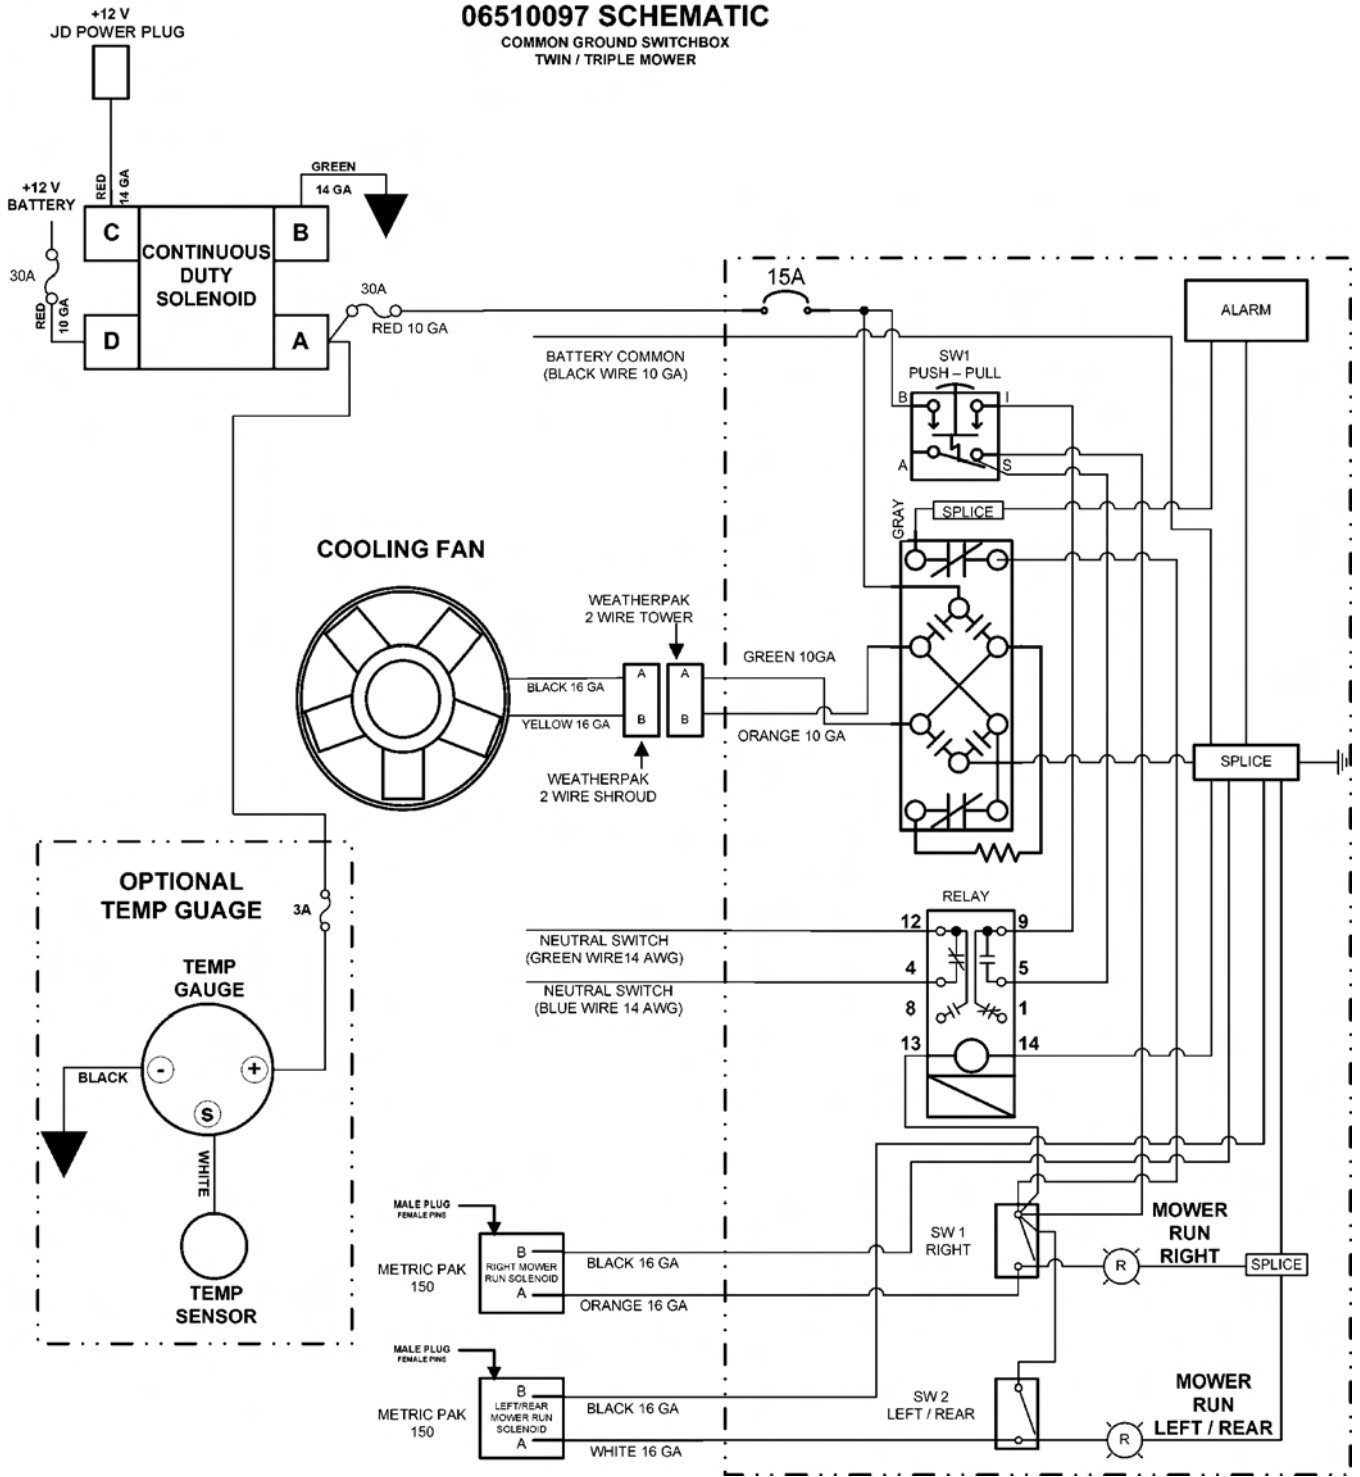 06510097 SCHEMATIC
COMMON GROUND SWITCHBOX
TWIN / TRIPLE MOWER
+12 V
JD POWER PLUG
RED
14 GA
GREEN
14 GA
+12 V
BATTERY
30A
RED
10 GA
C
B
CONTINUOUS
DUTY
SOLENOID
D
A
30A
RED 10 GA
15A
ALARM
BATTERY COMMON
(BLACK WIRE 10 GA)
SW1
PUSH – PULL
B
I
A
S
GRAY
SPLICE
COOLING FAN
WEATHERPAK
2 WIRE TOWER
BLACK 16 GA
YELLOW 16 GA
A
B
A
B
GREEN 10GA
ORANGE 10 GA
WEATHERPAK
2 WIRE SHROUD
SPLICE
OPTIONAL
TEMP GUAGE
3A
TEMP
GAUGE
-
+
S
BLACK
WHITE
TEMP
SENSOR
RELAY
12
9
NEUTRAL SWITCH
(GREEN WIRE14 AWG)
4
5
NEUTRAL SWITCH
(BLUE WIRE 14 AWG)
8
1
13
14
MALE PLUG
FEMALE PINS
METRIC PAK
150
B
RIGHT MOWER
RUN SOLENOID
A
BLACK 16 GA
ORANGE 16 GA
SW 1
RIGHT
MOWER
RUN
RIGHT
R
SPLICE
MALE PLUG
FEMALE PINS
METRIC PAK
150
B
LEFT/REAR
MOWER RUN
SOLENOID
A
BLACK 16 GA
WHITE 16 GA
SW 2
LEFT / REAR
MOWER
RUN
LEFT / REAR
R